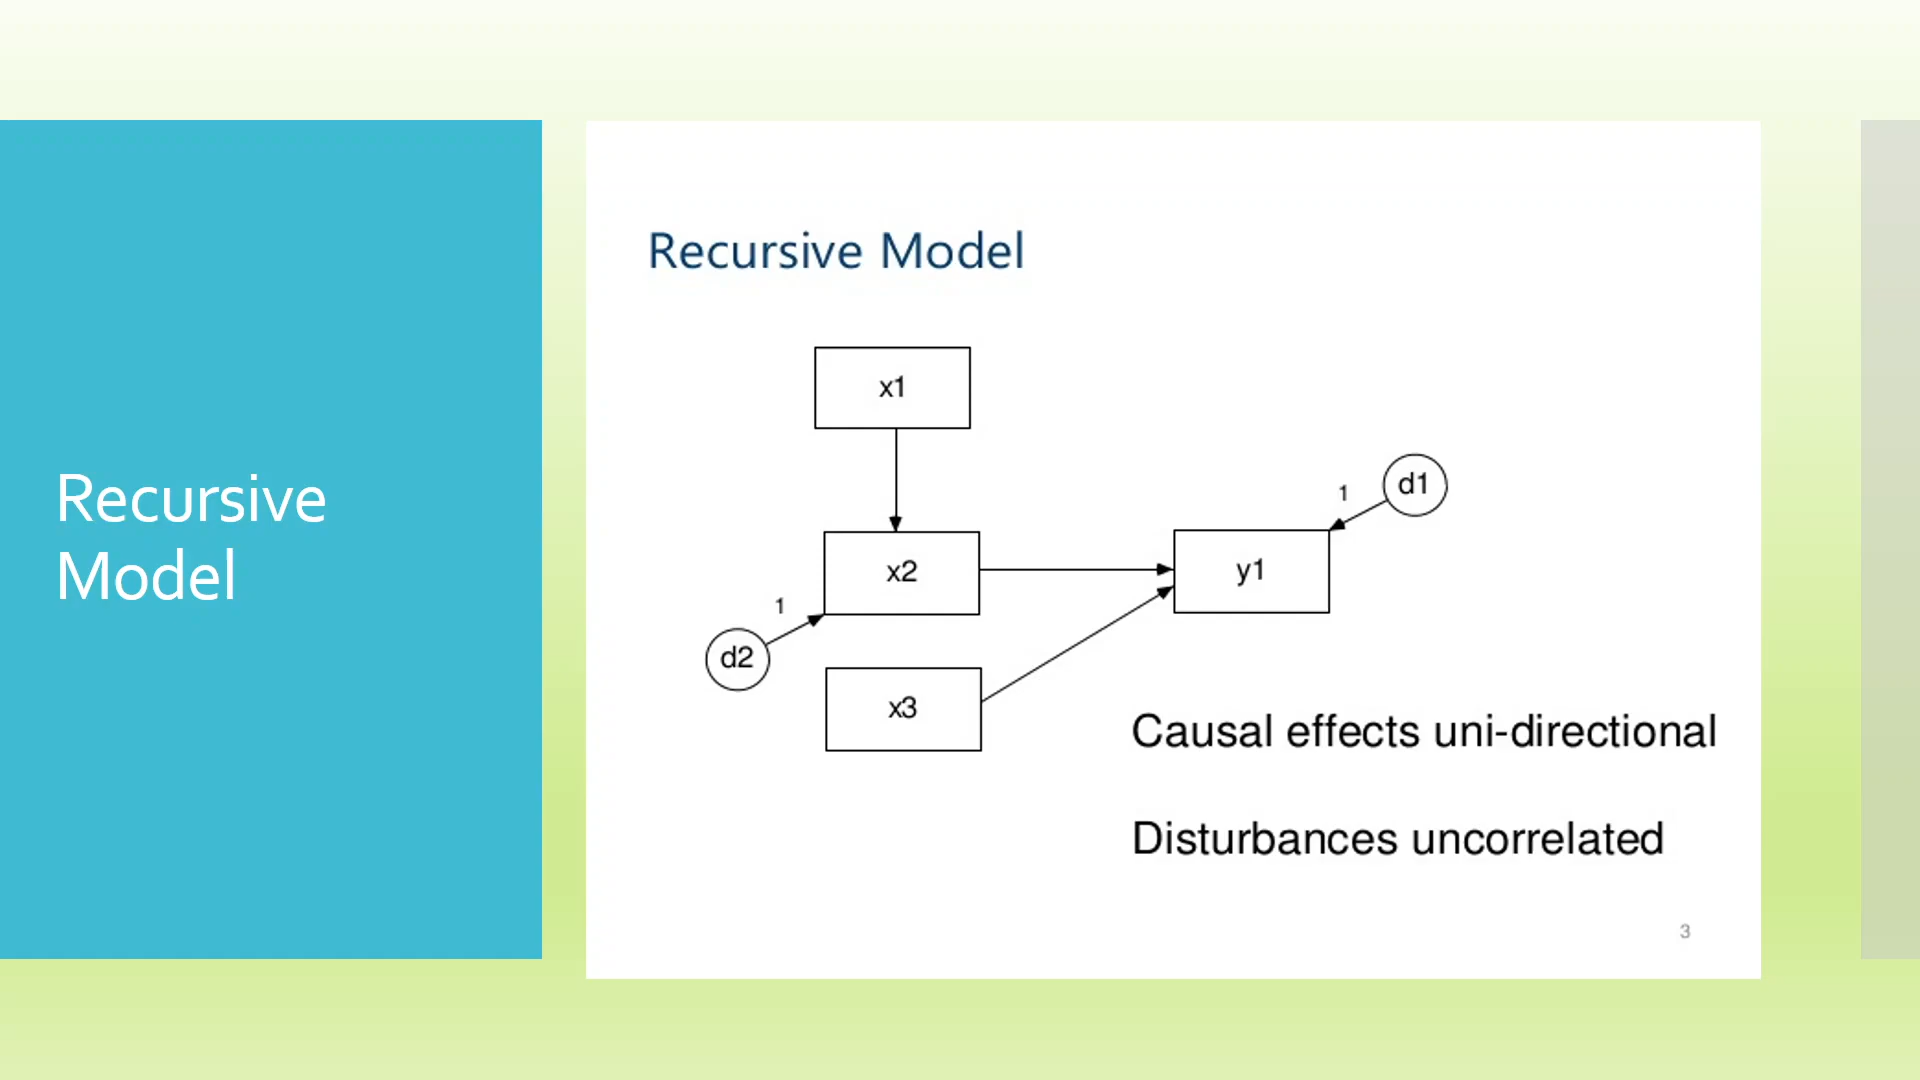 Recursive
Model
Recursive Model
x1
d1
1
x2
y1
1
d2
x3
Causal effects uni-directional
Disturbances uncorrelated
3